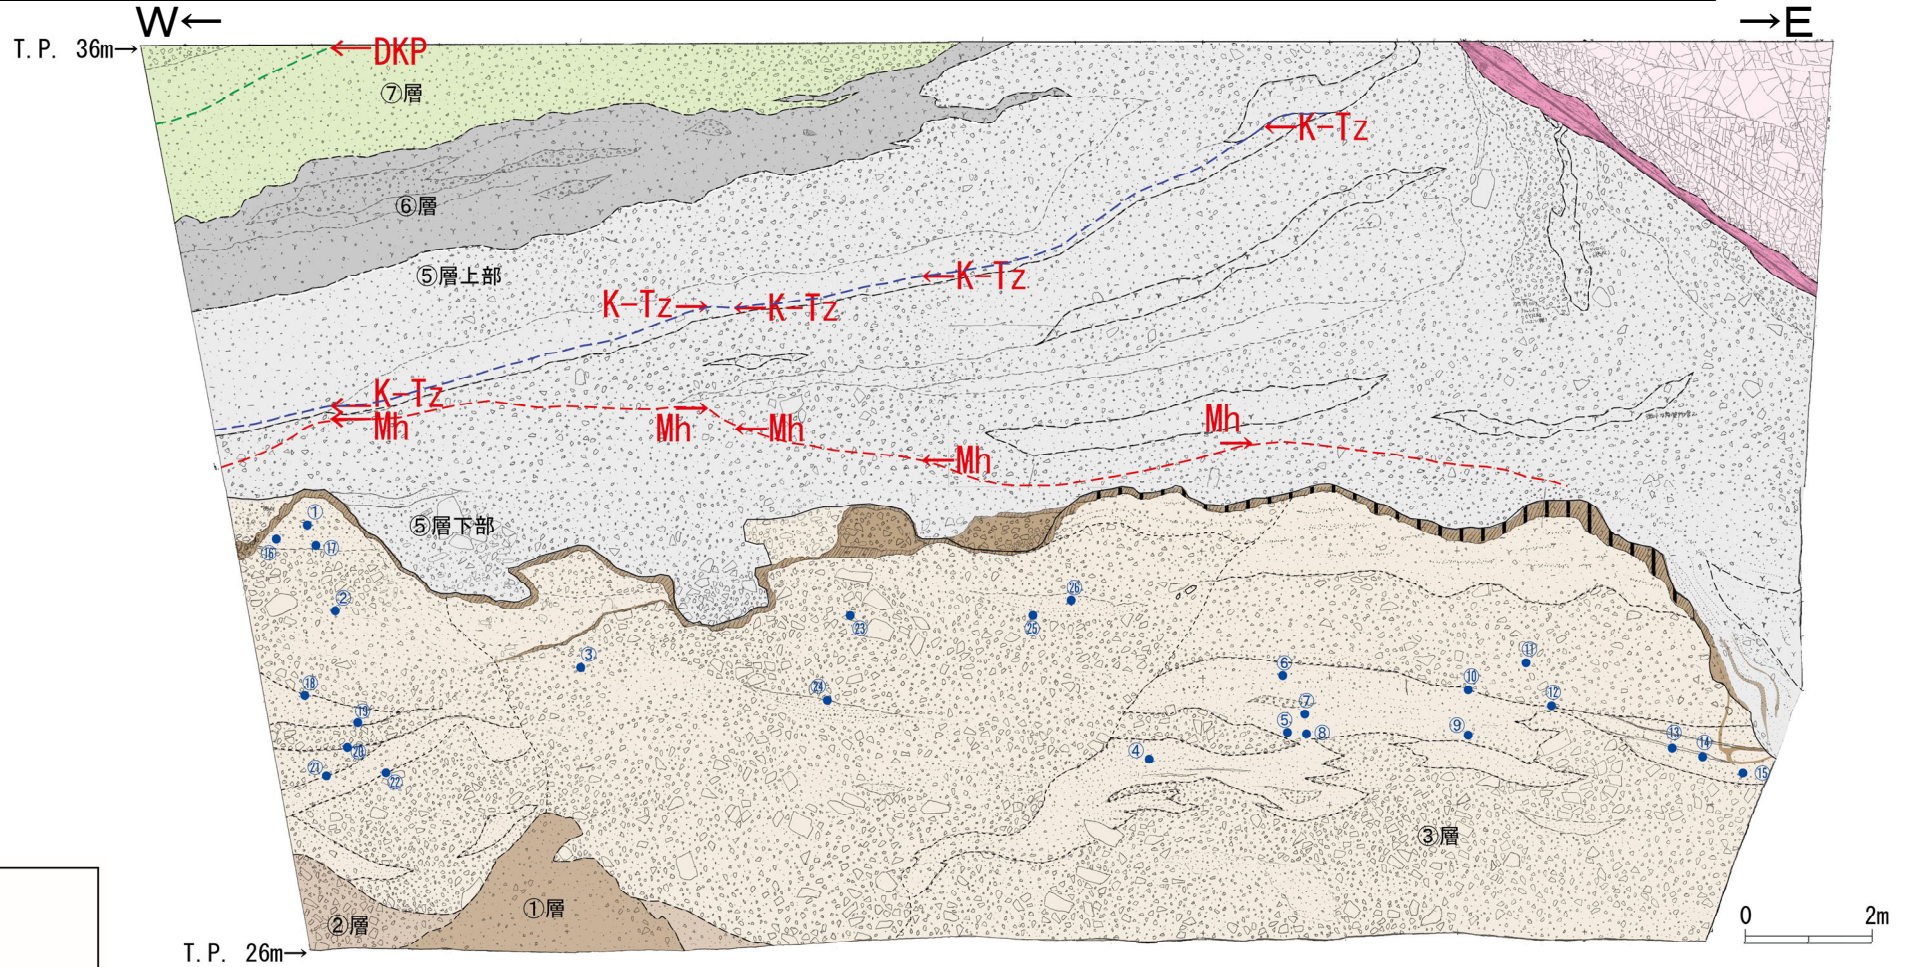 W←
→E
T.P. 36m→
←DKP
⑦層
←K-Tz
⑥層
⑤層上部
←K-Tz
K-Tz→
←K-Tz
←K-Tz
←Mh
Mh→
←Mh
Mh→
←Mh
⑤層下部
①
⑯
⑰
②
㉖
㉓
㉕
③
⑪
⑥
⑩
⑱
㉔
⑫
⑦
⑲
⑤
⑧
⑨
⑬
⑭
④
⑳
㉑
㉒
⑮
③層
①層
②層
0 2m
T.P. 26m→